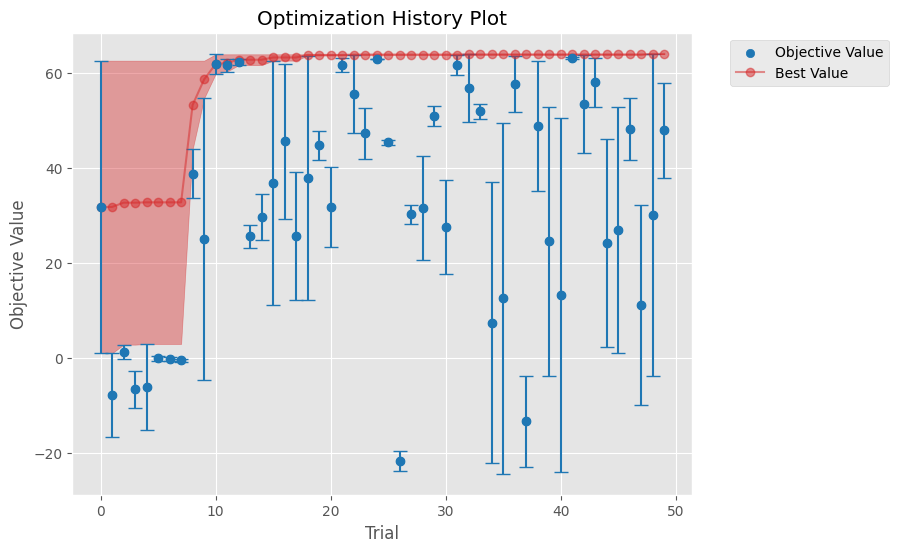 Optimization History Plot
Objective Value
Best Value
Objective Value
60
40
20
0
−20
0 10 20 30 40 50
Trial